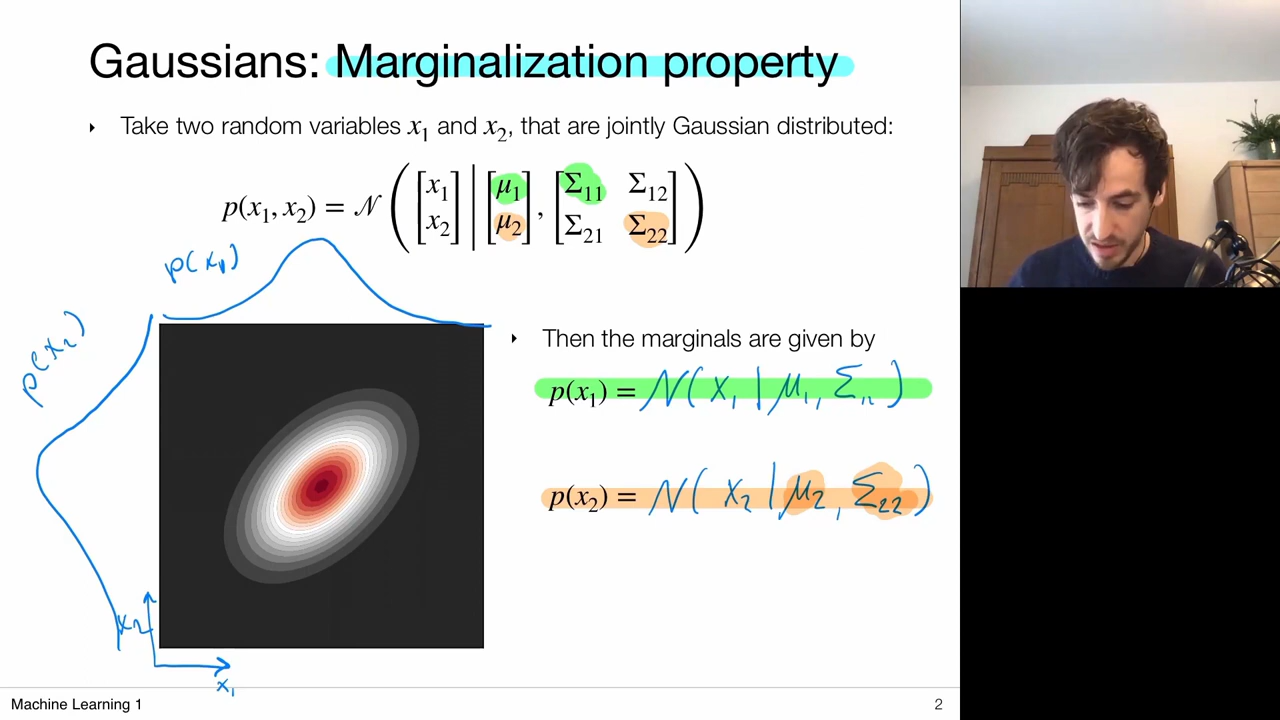 Gaussians: Marginalization property
‣ Take two random variables x₁ and x₂, that are jointly Gaussian distributed:
p(x₁, x₂) = 𝒩 ( [x₁ x₂] | [μ₁ μ₂], [Σ₁₁ Σ₁₂ Σ₂₁ Σ₂₂] )
p(x₁)
p(x₂)
‣ Then the marginals are given by
p(x₁) = 𝒩( x₁ | μ₁, Σ₁₁ )
p(x₂) = 𝒩( x₂ | μ₂, Σ₂₂ )
x₂
x₁
Machine Learning 1
2